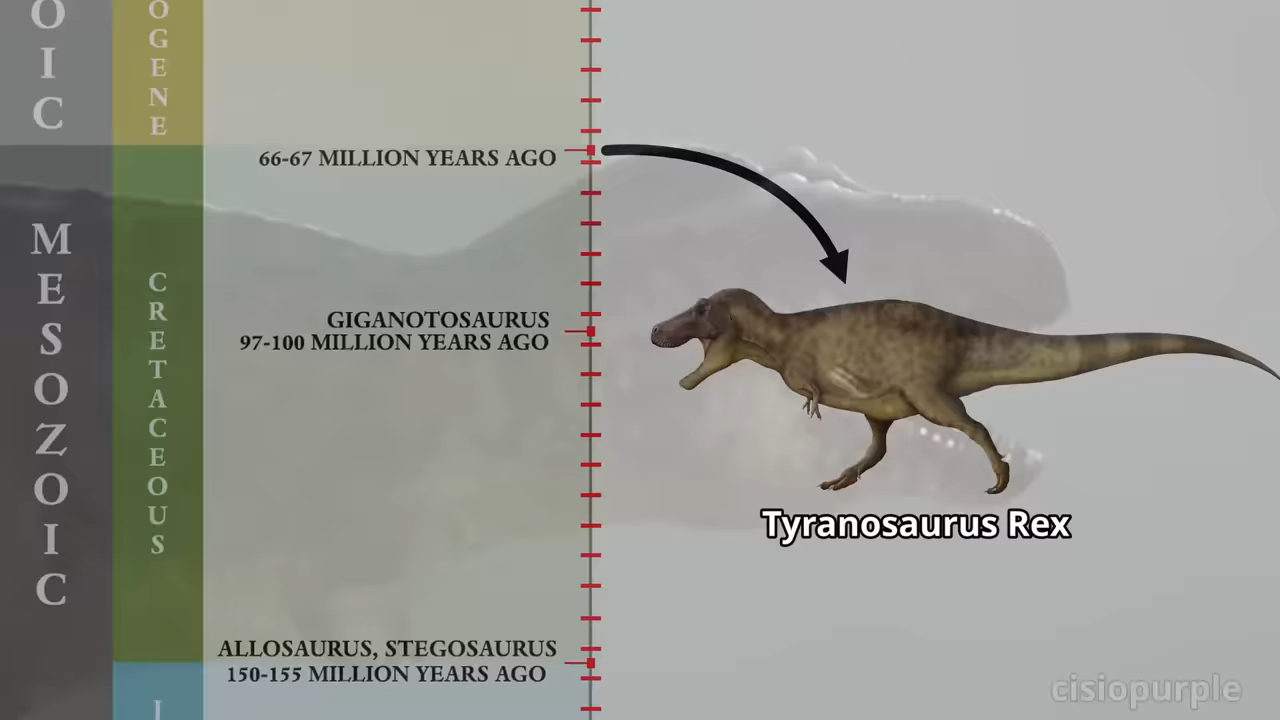 OIC
OGENE
66-67 MILLION YEARS AGO
MESOZOIC
CRETACEOUS
GIGANOTOSAURUS
97-100 MILLION YEARS AGO
Tyranosaurus Rex
ALLOSAURUS, STEGOSAURUS
150-155 MILLION YEARS AGO
J
cisiopurple